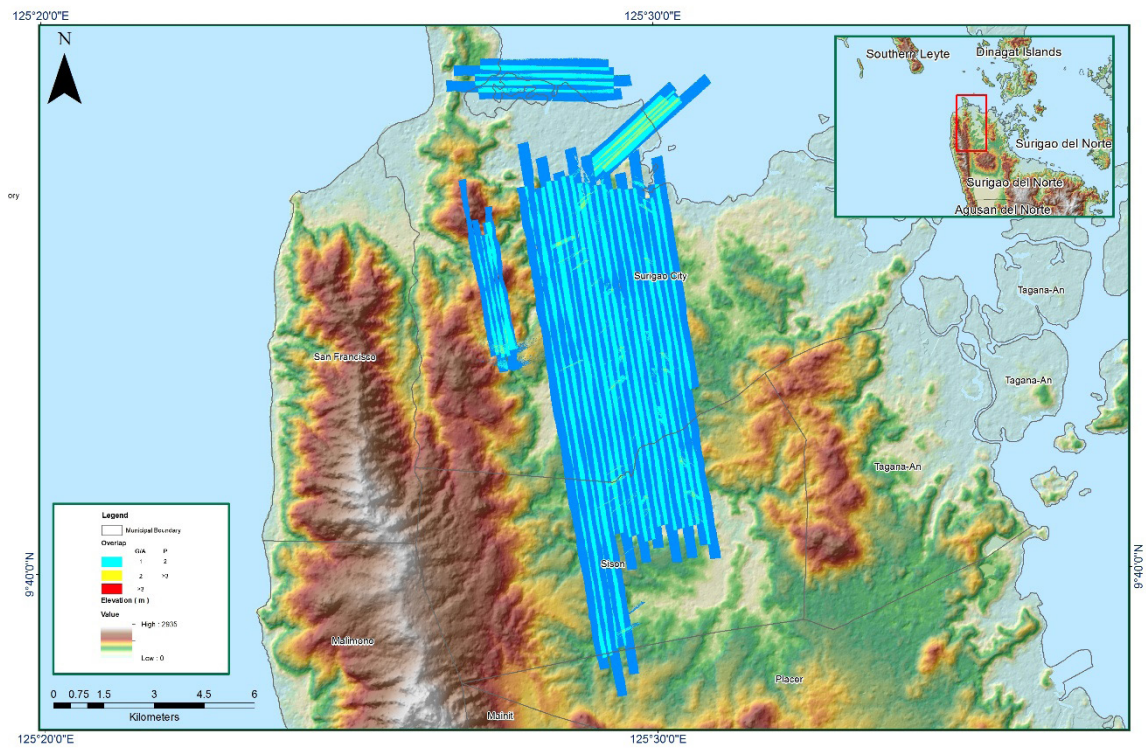 125°20'0"E
125°30'0"E
N
Southern Leyte
Dinagat Islands
Surigao del Norte
Surigao del Norte
Agusan del Norte
ory
Surigao City
Tagana-An
San Francisco
Tagana-An
Tagana-An
Legend
Municipal Boundary
Overlap
G/A P
1 2
2
Elevation ( m )
Value
High : 2935
Low : 0
9°40'0"N
9°40'0"N
Sison
Malimono
Placer
Mainit
0 0.75 1.5 3 4.5 6
Kilometers
125°20'0"E
125°30'0"E